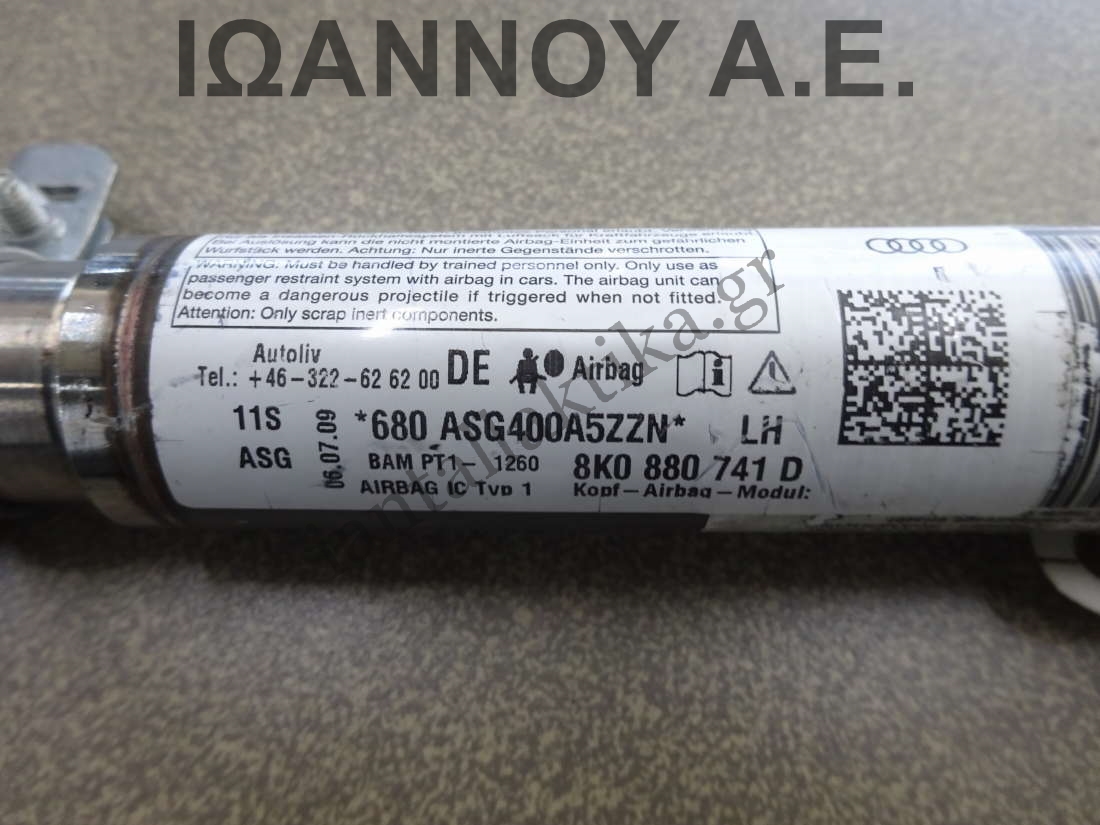 ΙΩΑΝΝΟΥ Α.Ε.
Bei Auslösung kann die nicht montierte Airbag-Einheit zum gefährlichen
Wurfstück werden. Achtung: Nur inerte Gegenstände verschrotten.
WARNING. Must be handled by trained personnel only. Only use as
passenger restraint system with airbag in cars. The airbag unit can
become a dangerous projectile if triggered when not fitted.
Attention: Only scrap inert components.
Autoliv
Tel.: +46-322-62 62 00
DE
Airbag
i
11S
06.07.09
*680 ASG400A5ZZN*
LH
ASG
BAM PT1- 1260
8K0 880 741 D
AIRBAG IC Typ 1
Kopf-Airbag-Modul:
antallaktika.gr